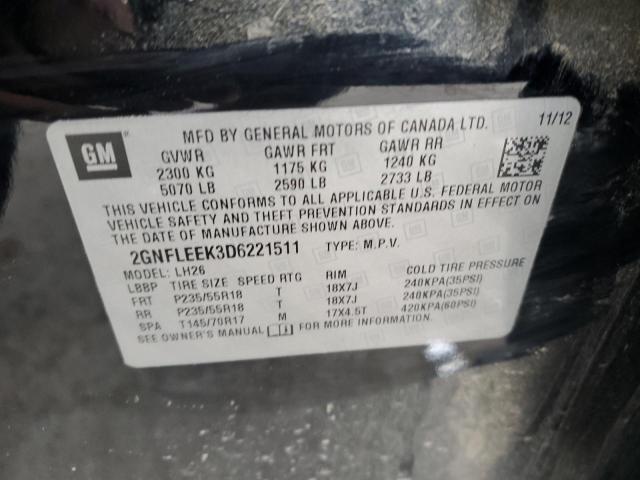 MFD BY GENERAL MOTORS OF CANADA LTD. 11/12
GM
GVWR GAWR FRT GAWR RR
2300 KG 1175 KG 1240 KG
5070 LB 2590 LB 2733 LB
THIS VEHICLE CONFORMS TO ALL APPLICABLE U.S. FEDERAL MOTOR
VEHICLE SAFETY AND THEFT PREVENTION STANDARDS IN EFFECT ON
THE DATE OF MANUFACTURE SHOWN ABOVE.
2GNFLEEK3D6221511 TYPE: M.P.V.
MODEL: LH26
LBBP TIRE SIZE SPEED RTG RIM COLD TIRE PRESSURE
FRT P235/55R18 T 18X7J 240KPA(35PSI)
RR P235/55R18 T 18X7J 240KPA(35PSI)
SPA T145/70R17 M 17X4.5T 420KPA(60PSI)
SEE OWNER'S MANUAL FOR MORE INFORMATION.